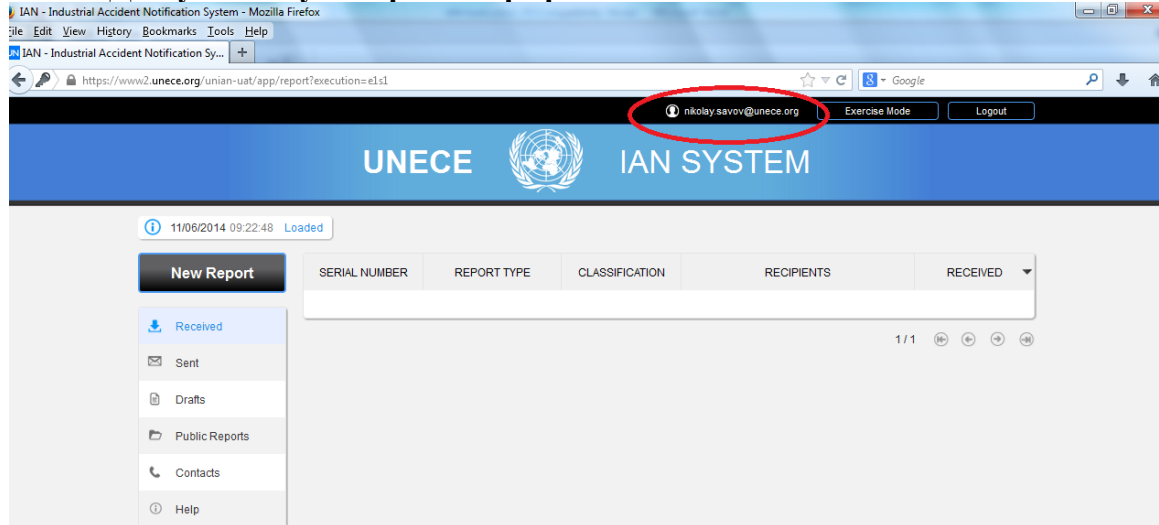 IAN - Industrial Accident Notification System - Mozilla Firefox
File Edit View History Bookmarks Tools Help
IAN - Industrial Accident Notification Sy... +
https://www2.unece.org/unian-uat/app/report?execution=e1s1
8 Google
nikolay.savov@unece.org Exercise Mode Logout
UNECE IAN SYSTEM
11/06/2014 09:22:48 Loaded
New Report
SERIAL NUMBER REPORT TYPE CLASSIFICATION RECIPIENTS RECEIVED
Received
1 / 1
Sent
Drafts
Public Reports
Contacts
Help